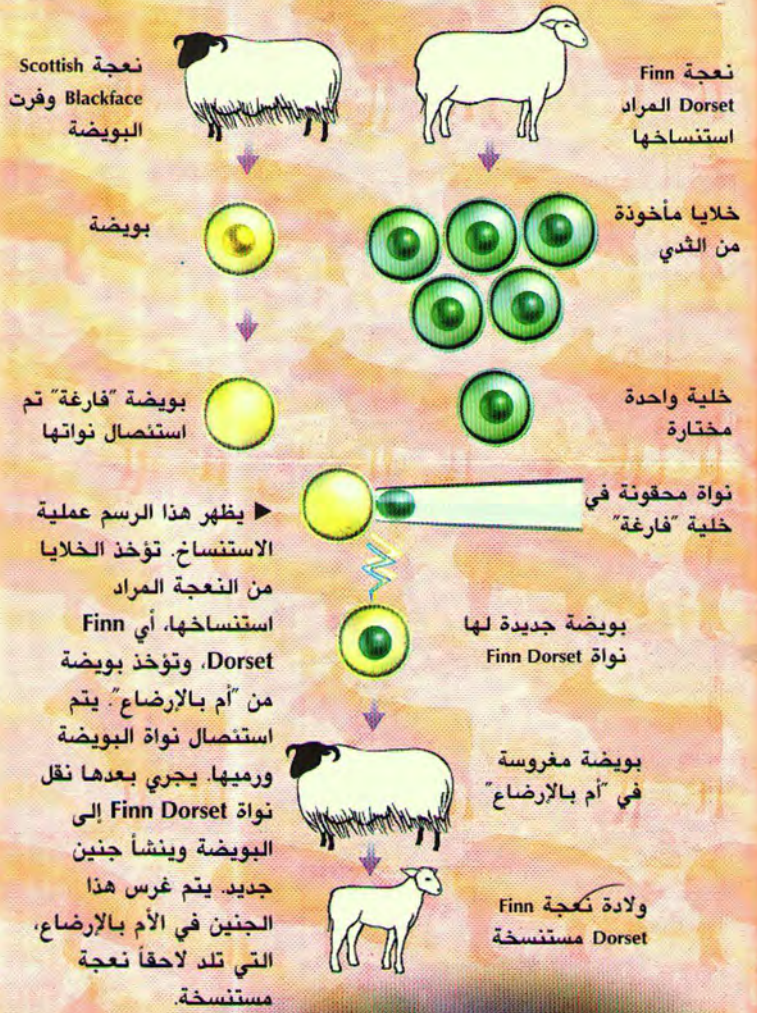 نعجة Finn
Dorset المراد
استنساخها
نعجة Scottish
Blackface وفرت
البويضة
خلايا مأخوذة
من الثدي
بويضة
خلية واحدة
مختارة
بويضة "فارغة" تم
استئصال نواتها
نواة محقونة في
خلية "فارغة"
بويضة جديدة لها
نواة Finn Dorset
بويضة مغروسة
في "أم بالإرضاع"
ولادة نعجة Finn
Dorset مستنسخة
◀ يظهر هذا الرسم عملية
الاستنساخ. تؤخذ الخلايا
من النعجة المراد
استنساخها، أي Finn
Dorset، وتؤخذ بويضة
من "أم بالإرضاع". يتم
استئصال نواة البويضة
ورميها. يجري بعدها نقل
نواة Finn Dorset إلى
البويضة وينشأ جنين
جديد. يتم غرس هذا
الجنين في الأم بالإرضاع،
التي تلد لاحقاً نعجة
مستنسخة.